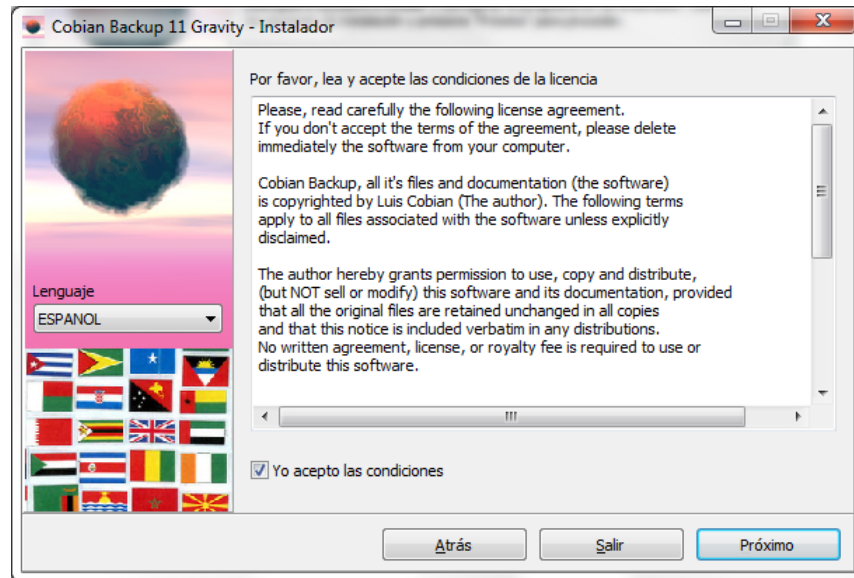 Cobian Backup 11 Gravity - Instalador
Por favor, lea y acepte las condiciones de la licencia
Please, read carefully the following license agreement.
If you don't accept the terms of the agreement, please delete
immediately the software from your computer.
Cobian Backup, all it's files and documentation (the software)
is copyrighted by Luis Cobian (The author). The following terms
apply to all files associated with the software unless explicitly
disclaimed.
The author hereby grants permission to use, copy and distribute,
(but NOT sell or modify) this software and its documentation, provided
that all the original files are retained unchanged in all copies
and that this notice is included verbatim in any distributions.
No written agreement, license, or royalty fee is required to use or
distribute this software.
Lenguaje
ESPANOL
Yo acepto las condiciones
Atrás
Salir
Próximo